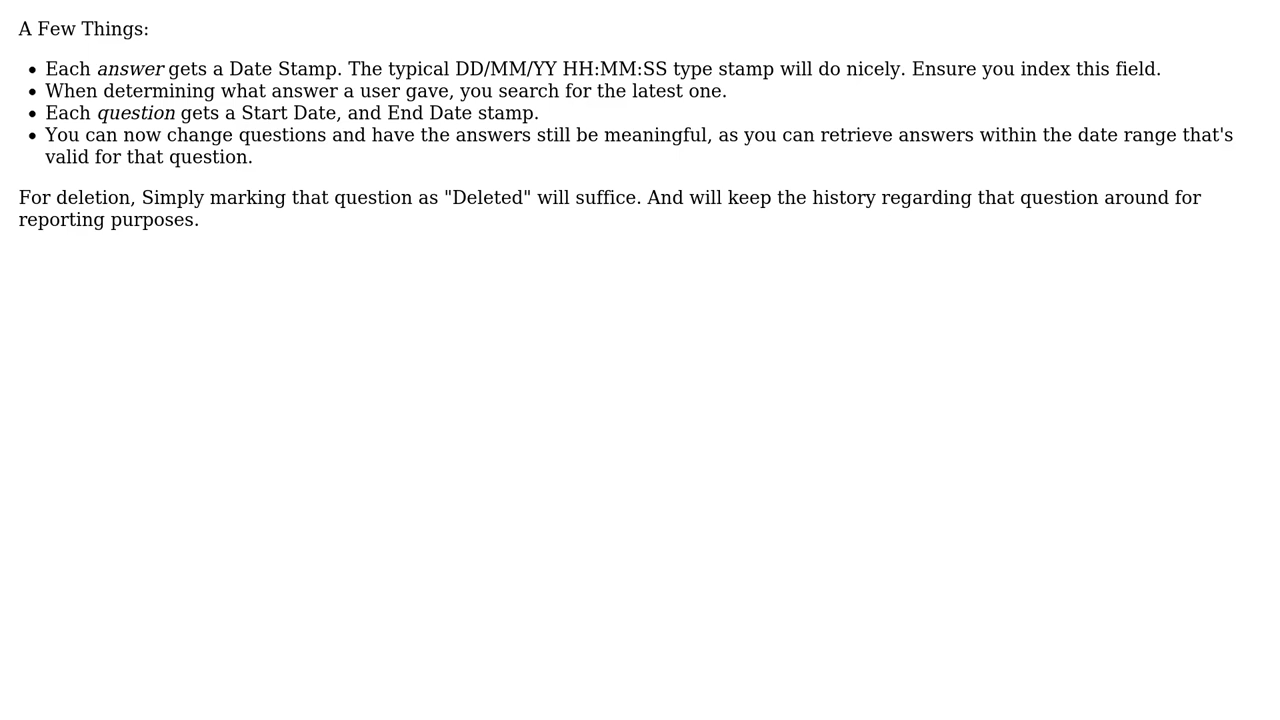 A Few Things:
• Each answer gets a Date Stamp. The typical DD/MM/YY HH:MM:SS type stamp will do nicely. Ensure you index this field.
• When determining what answer a user gave, you search for the latest one.
• Each question gets a Start Date, and End Date stamp.
• You can now change questions and have the answers still be meaningful, as you can retrieve answers within the date range that's
valid for that question.
For deletion, Simply marking that question as "Deleted" will suffice. And will keep the history regarding that question around for
reporting purposes.